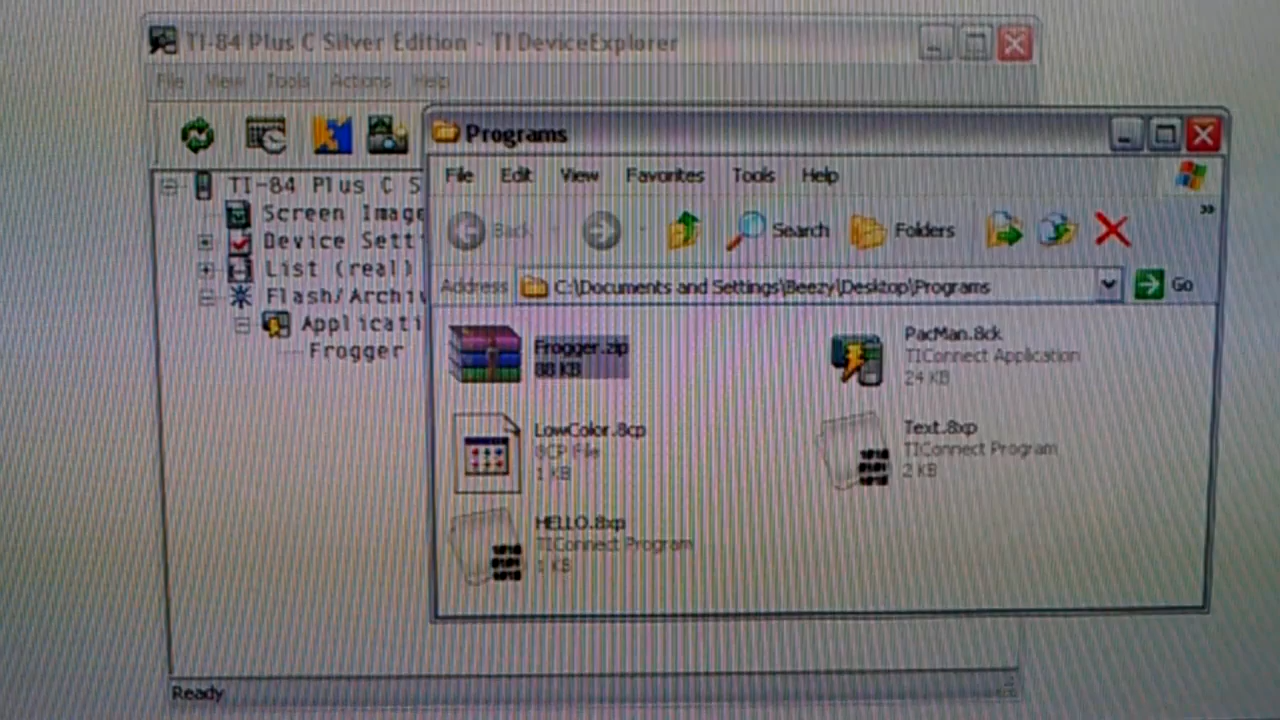 TI-84 Plus C Silver Edition - TI DeviceExplorer
File View Tools Actions Help
TI-84 Plus C S
Screen Image
Device Sett
List (real)
Flash/Archiv
Applicati
Frogger
Ready
Programs
File Edit View Favorites Tools Help
Back Search Folders
Address C:\Documents and Settings\Beezy\Desktop\Programs Go
Frogger.zip
88 KB
PacMan.8ck
TIConnect Application
24 KB
LowColor.8cp
8CP File
1 KB
Text.8xp
TIConnect Program
2 KB
HELLO.8xp
TIConnect Program
1 KB